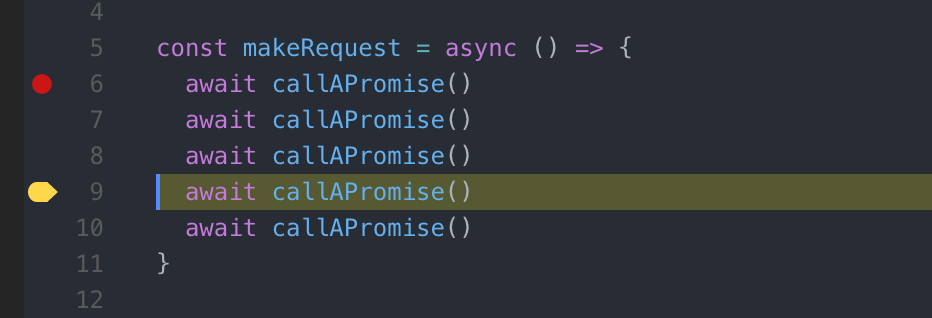 4
5 const makeRequest = async () => {
6   await callAPromise()
7   await callAPromise()
8   await callAPromise()
9   await callAPromise()
10   await callAPromise()
11 }
12